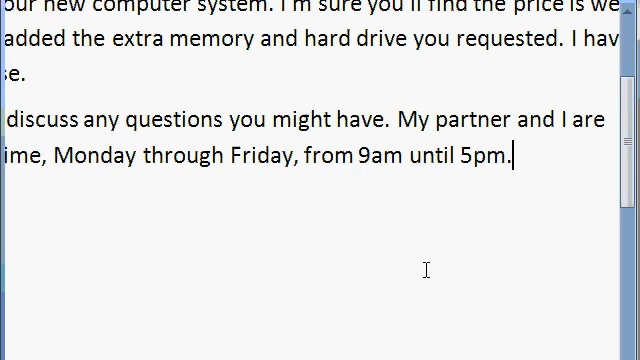 our new computer system. I'm sure you'll find the price is we
added the extra memory and hard drive you requested. I hav
se.
discuss any questions you might have. My partner and I are
ime, Monday through Friday, from 9am until 5pm.